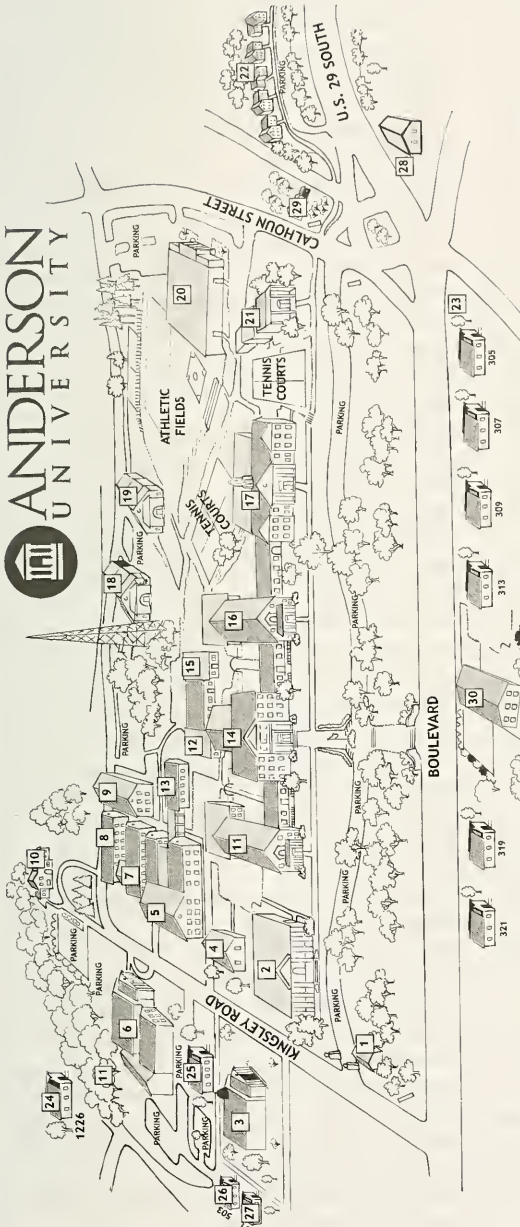 ANDERSON
UNIVERSITY
PARKING
22
PARKING
U.S. 29 SOUTH
28
29
CALHOUN STREET
PARKING
20
21
TENNIS
COURTS
ATHLETIC
FIELDS
TENNIS
COURTS
19
PARKING
18
17
16
15
14
12
13
PARKING
9
8
7
5
11
10
PARKING
PARKING
6
4
2
KINGSLEY ROAD
24
1226
11
PARKING
25
PARKING
PARKING
3
26
503
27
1
PARKING
PARKING
PARKING
PARKING
BOULEVARD
23
305
307
309
313
30
319
321